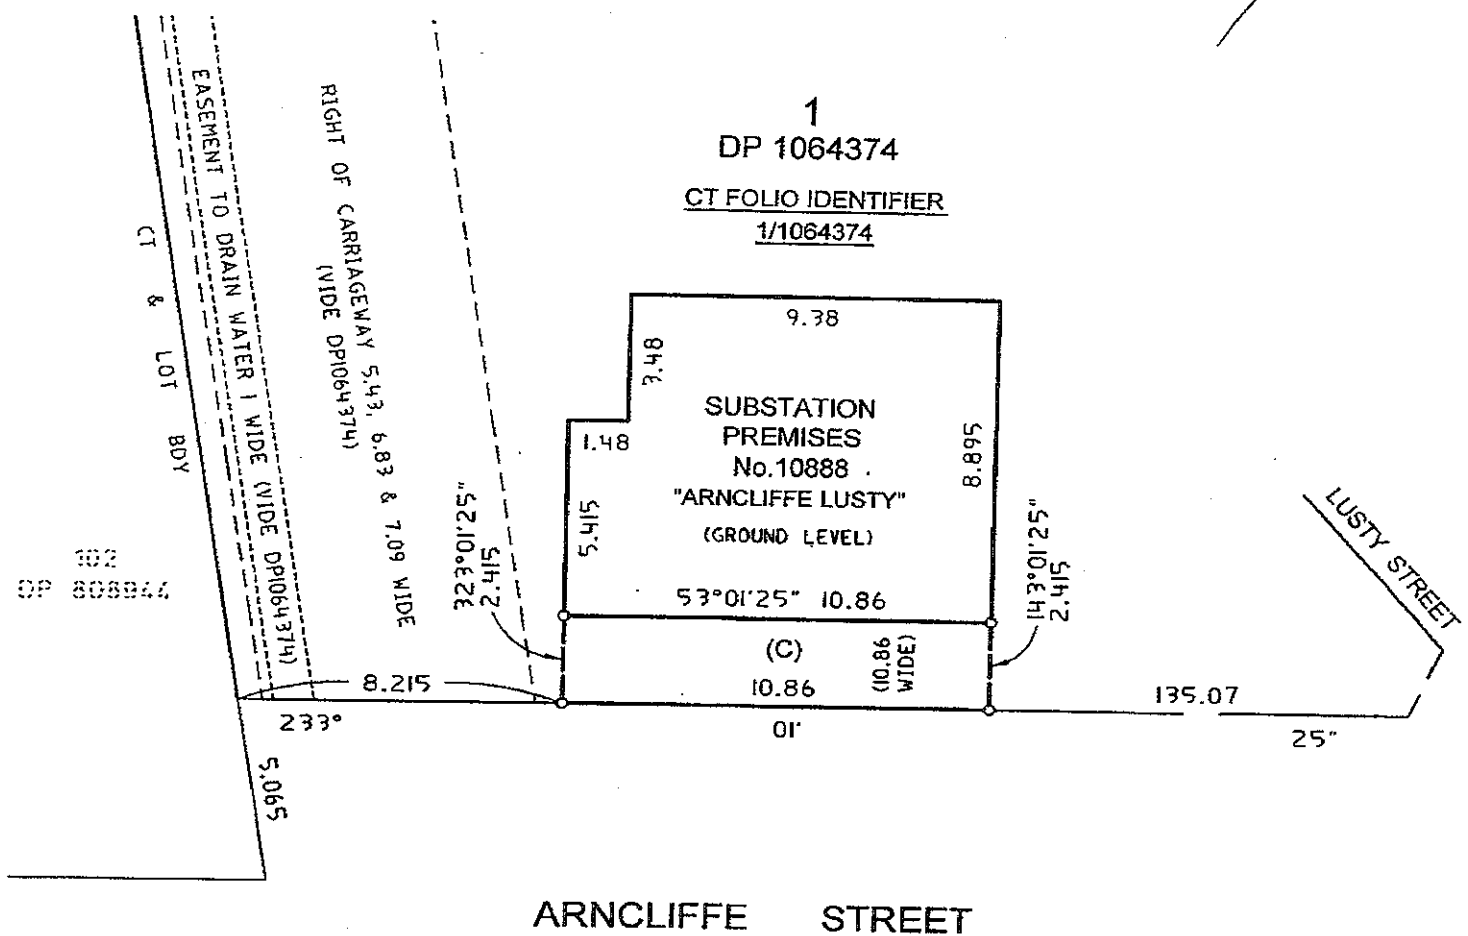 1
DP 1064374
CT FOLIO IDENTIFIER
1/1064374
EASEMENT TO DRAIN WATER 1 WIDE (VIDE DP1064374)
RIGHT OF CARRIAGEWAY 5.43, 6.83 & 7.09 WIDE
(VIDE DP1064374)
CT & LOT BDY
9.38
3.48
1.48
SUBSTATION
PREMISES
No.10888
"ARNCLIFFE LUSTY"
(GROUND LEVEL)
8.895
5.415
323°01'25"
2.415
143°01'25"
2.415
53°01'25" 10.86
(C)
(10.86
WIDE)
10.86
LUSTY STREET
102
DP 808944
8.215
135.07
233°
01'
25"
5.065
ARNCLIFFE STREET